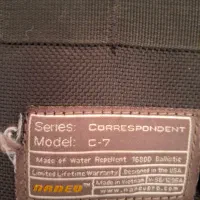 Series: CORRESPONDENT
Model: C-7
Made of Water Repellent 1680D Ballistic
Limited Lifetime Warranty Designed in the USA
Made in Vietnam